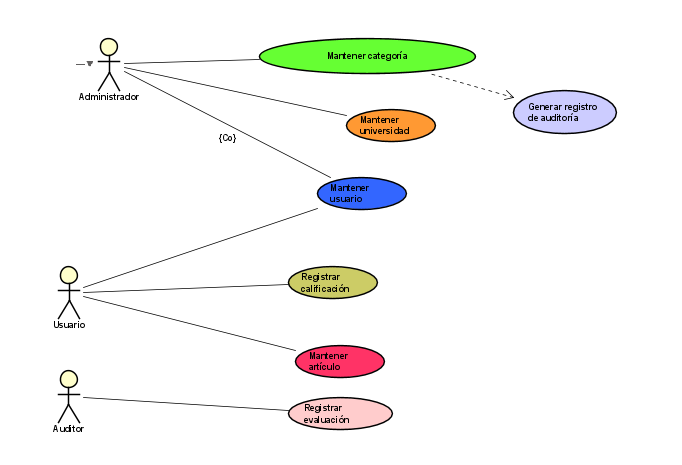 Mantener categoría
Administrador
Generar registro
de auditoría
Mantener
universidad
{Co}
Mantener
usuario
Registrar
calificación
Usuario
Mantener
artículo
Registrar
evaluación
Auditor